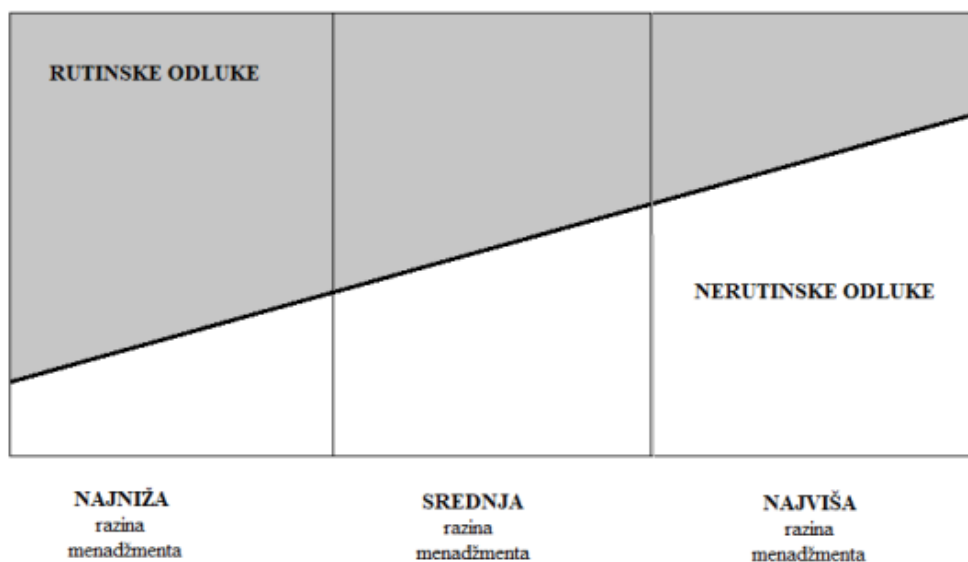 RUTINSKE ODLUKE
NERUTINSKE ODLUKE
NAJNIŽA
razina
menadžmenta
SREDNJA
razina
menadžmenta
NAJVIŠA
razina
menadžmenta